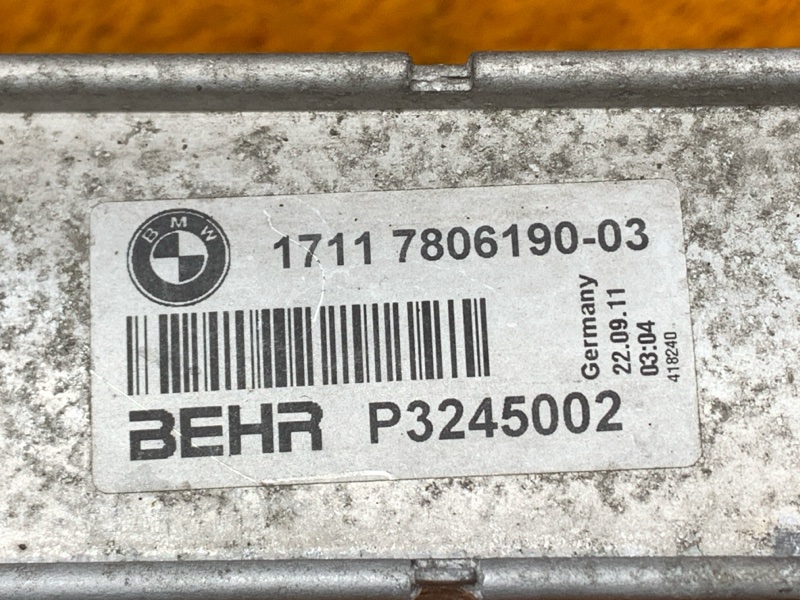 BMW
1711 7806190-03
Germany
22.09.11
03:04
418240
BEHR P3245002